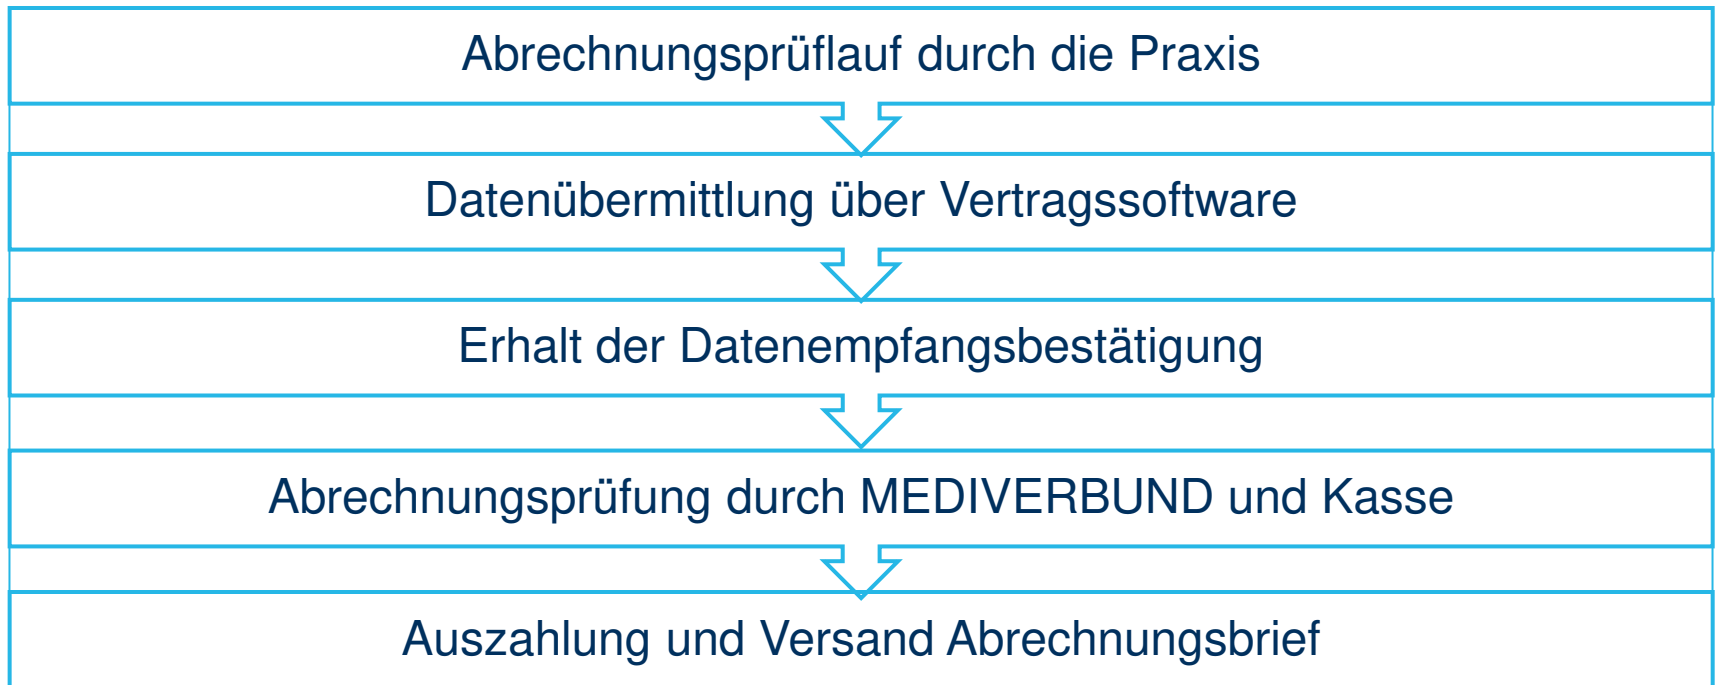 Abrechnungsprüflauf durch die Praxis
Datenübermittlung über Vertragssoftware
Erhalt der Datenempfangsbestätigung
Abrechnungsprüfung durch MEDIVERBUND und Kasse
Auszahlung und Versand Abrechnungsbrief